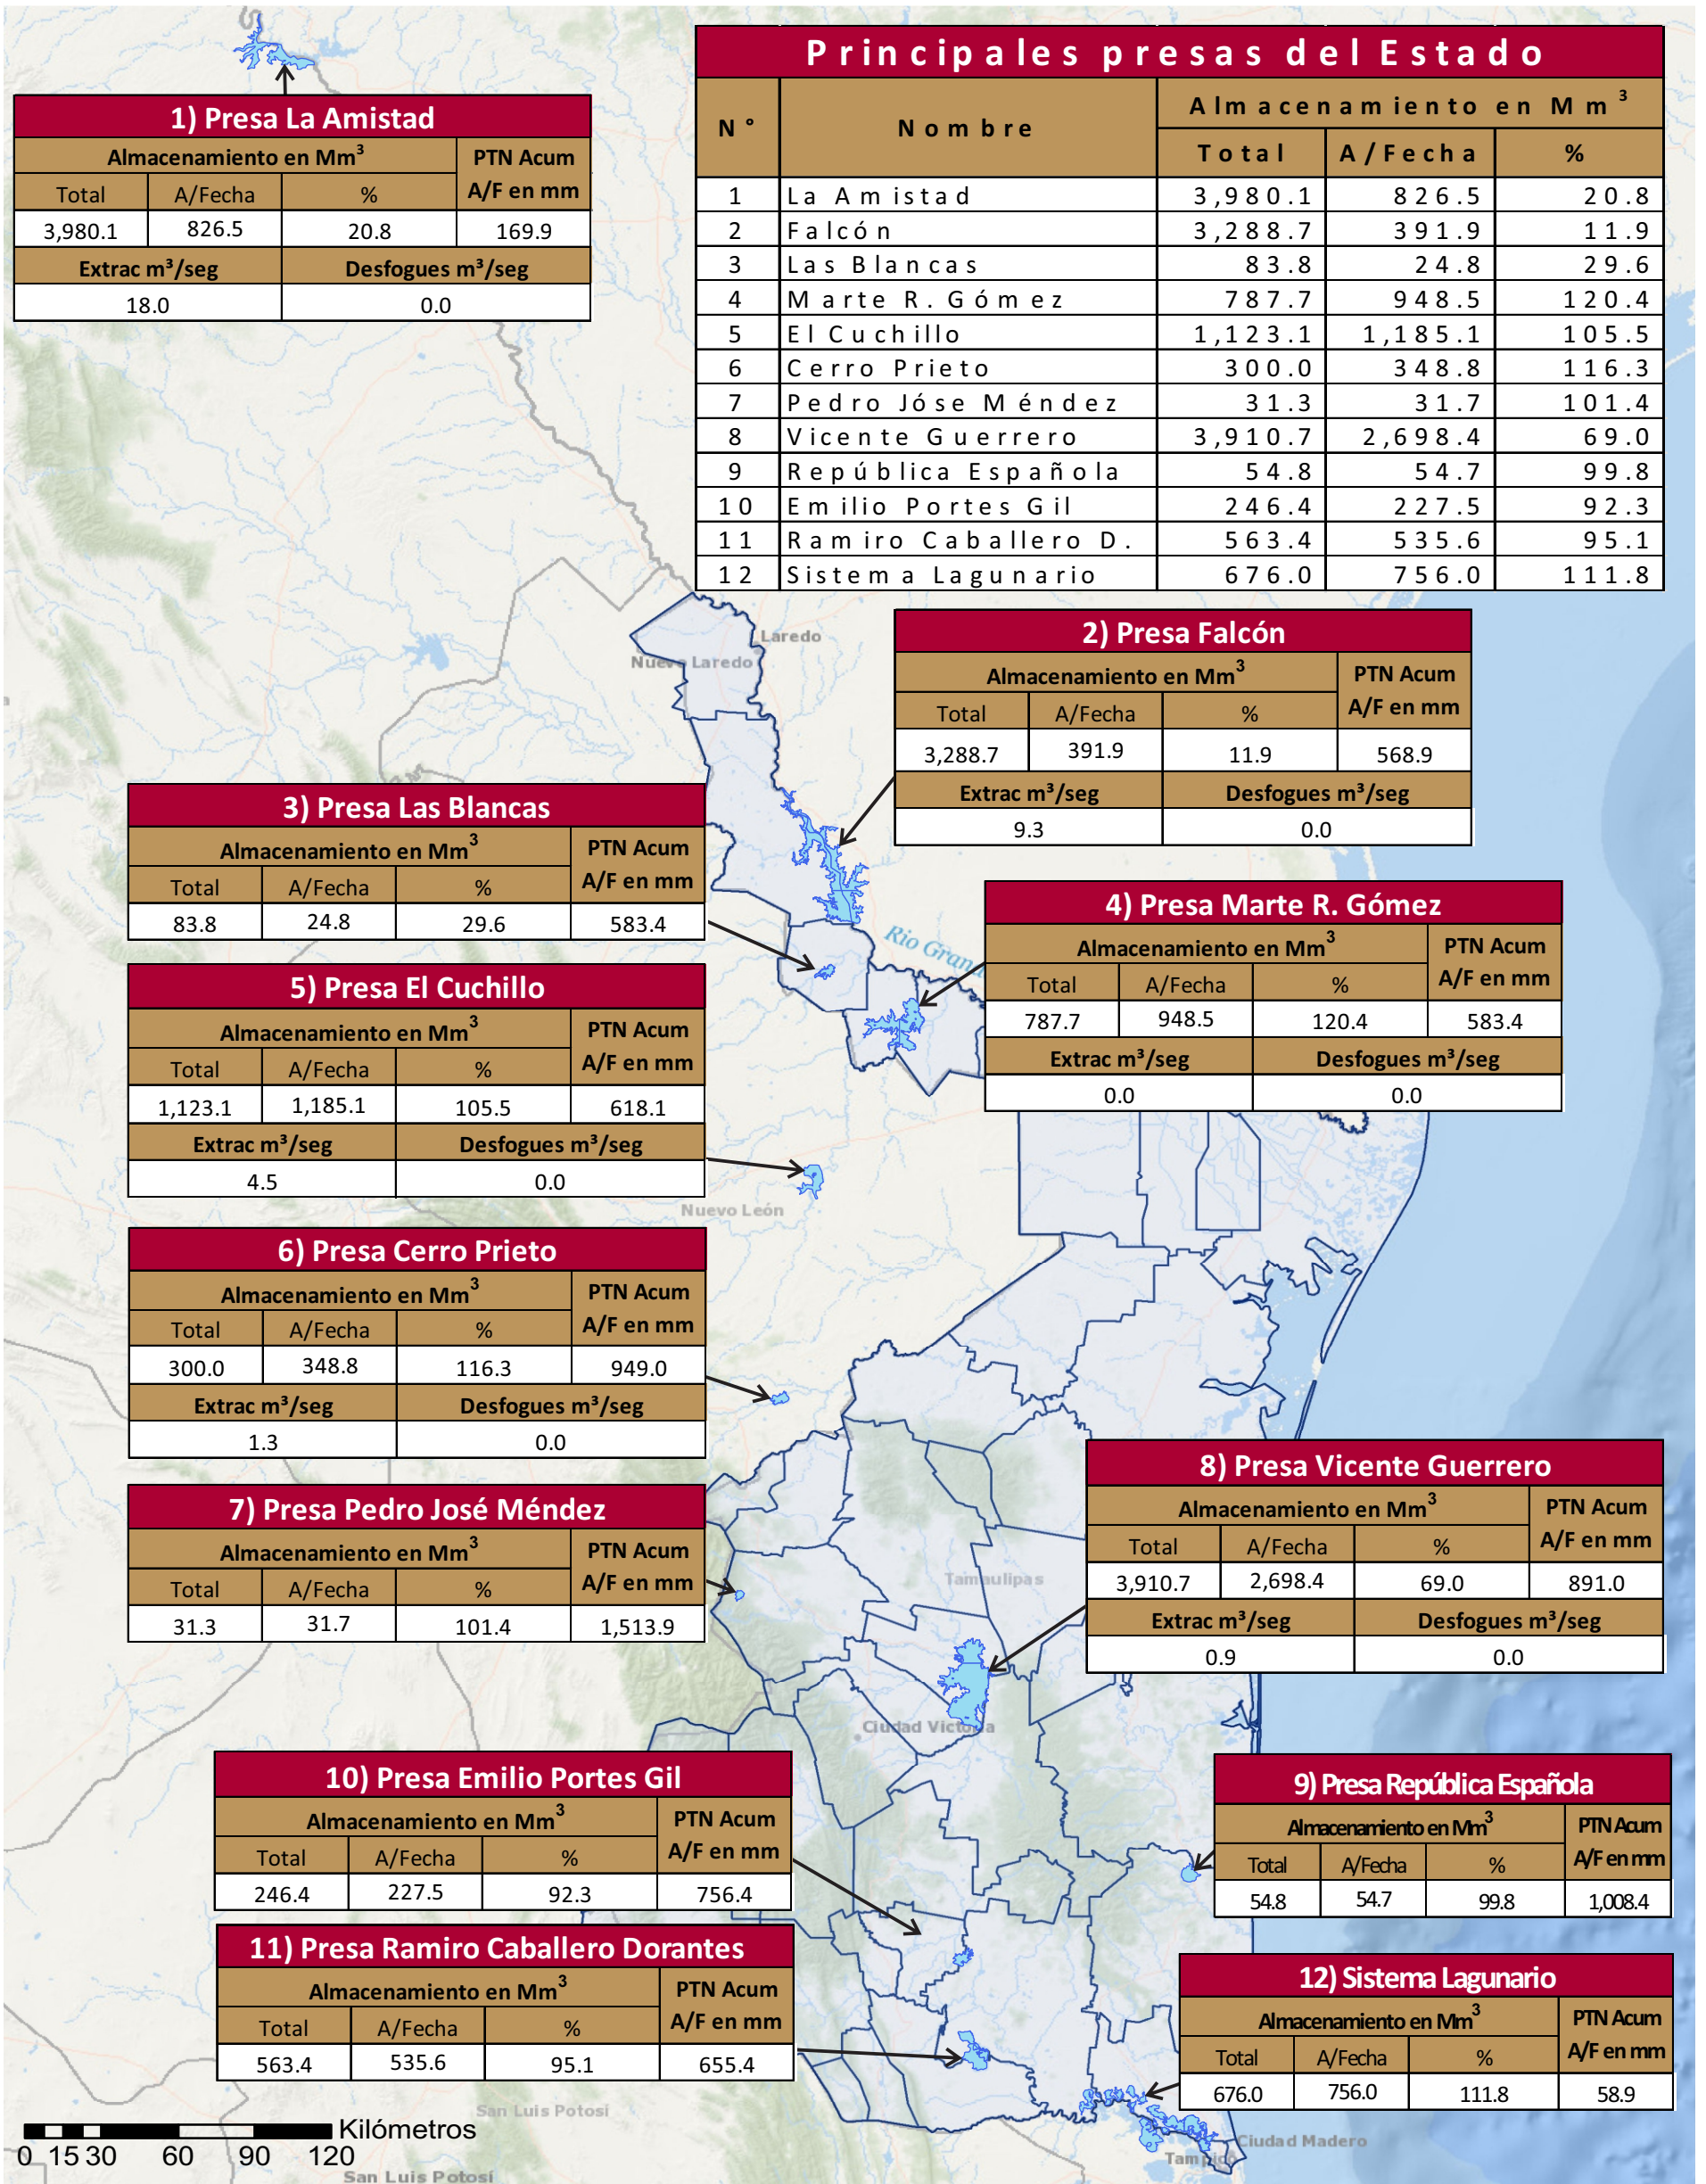 Principales presas del Estado
N° Nombre Almacenamiento en Mm³
Total A/Fecha %
1 La Amistad 3,980.1 826.5 20.8
2 Falcón 3,288.7 391.9 11.9
3 Las Blancas 83.8 24.8 29.6
4 Marte R. Gómez 787.7 948.5 120.4
5 El Cuchillo 1,123.1 1,185.1 105.5
6 Cerro Prieto 300.0 348.8 116.3
7 Pedro Jóse Méndez 31.3 31.7 101.4
8 Vicente Guerrero 3,910.7 2,698.4 69.0
9 República Española 54.8 54.7 99.8
10 Emilio Portes Gil 246.4 227.5 92.3
11 Ramiro Caballero D. 563.4 535.6 95.1
12 Sistema Lagunario 676.0 756.0 111.8
1) Presa La Amistad
Almacenamiento en Mm³ PTN Acum
Total A/Fecha % A/F en mm
3,980.1 826.5 20.8 169.9
Extrac m³/seg Desfogues m³/seg
18.0 0.0
Laredo
Nuevo Laredo
2) Presa Falcón
Almacenamiento en Mm³ PTN Acum
Total A/Fecha % A/F en mm
3,288.7 391.9 11.9 568.9
Extrac m³/seg Desfogues m³/seg
9.3 0.0
3) Presa Las Blancas
Almacenamiento en Mm³ PTN Acum
Total A/Fecha % A/F en mm
83.8 24.8 29.6 583.4
Rio Gran
4) Presa Marte R. Gómez
Almacenamiento en Mm³ PTN Acum
Total A/Fecha % A/F en mm
787.7 948.5 120.4 583.4
Extrac m³/seg Desfogues m³/seg
0.0 0.0
5) Presa El Cuchillo
Almacenamiento en Mm³ PTN Acum
Total A/Fecha % A/F en mm
1,123.1 1,185.1 105.5 618.1
Extrac m³/seg Desfogues m³/seg
4.5 0.0
Nuevo León
6) Presa Cerro Prieto
Almacenamiento en Mm³ PTN Acum
Total A/Fecha % A/F en mm
300.0 348.8 116.3 949.0
Extrac m³/seg Desfogues m³/seg
1.3 0.0
7) Presa Pedro José Méndez
Almacenamiento en Mm³ PTN Acum
Total A/Fecha % A/F en mm
31.3 31.7 101.4 1,513.9
Tamaulipas
8) Presa Vicente Guerrero
Almacenamiento en Mm³ PTN Acum
Total A/Fecha % A/F en mm
3,910.7 2,698.4 69.0 891.0
Extrac m³/seg Desfogues m³/seg
0.9 0.0
Ciudad Victoria
10) Presa Emilio Portes Gil
Almacenamiento en Mm³ PTN Acum
Total A/Fecha % A/F en mm
246.4 227.5 92.3 756.4
9) Presa República Española
Almacenamiento en Mm³ PTN Acum
Total A/Fecha % A/F en mm
54.8 54.7 99.8 1,008.4
11) Presa Ramiro Caballero Dorantes
Almacenamiento en Mm³ PTN Acum
Total A/Fecha % A/F en mm
563.4 535.6 95.1 655.4
12) Sistema Lagunario
Almacenamiento en Mm³ PTN Acum
Total A/Fecha % A/F en mm
676.0 756.0 111.8 58.9
San Luis Potosi
Ciudad Madero
Tampico
Kilómetros
0 15 30 60 90 120
San Luis Potosí